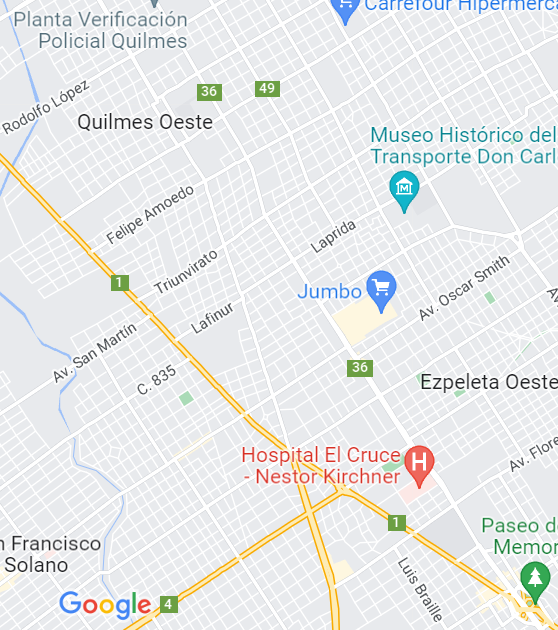 Carrefour Hipermerca
Planta Verificación
Policial Quilmes
Rodolfo López
36
49
Quilmes Oeste
Museo Histórico del
Transporte Don Carl
Felipe Amoedo
Laprida
Triunvirato
1
Av. Oscar Smith
Jumbo
Lafinur
Av. San Martín
C. 835
36
Ezpeleta Oeste
Hospital El Cruce
- Nestor Kirchner
H
Av. Flore
1
Paseo de
Memor
n Francisco
Solano
Luis Braille
Google
4